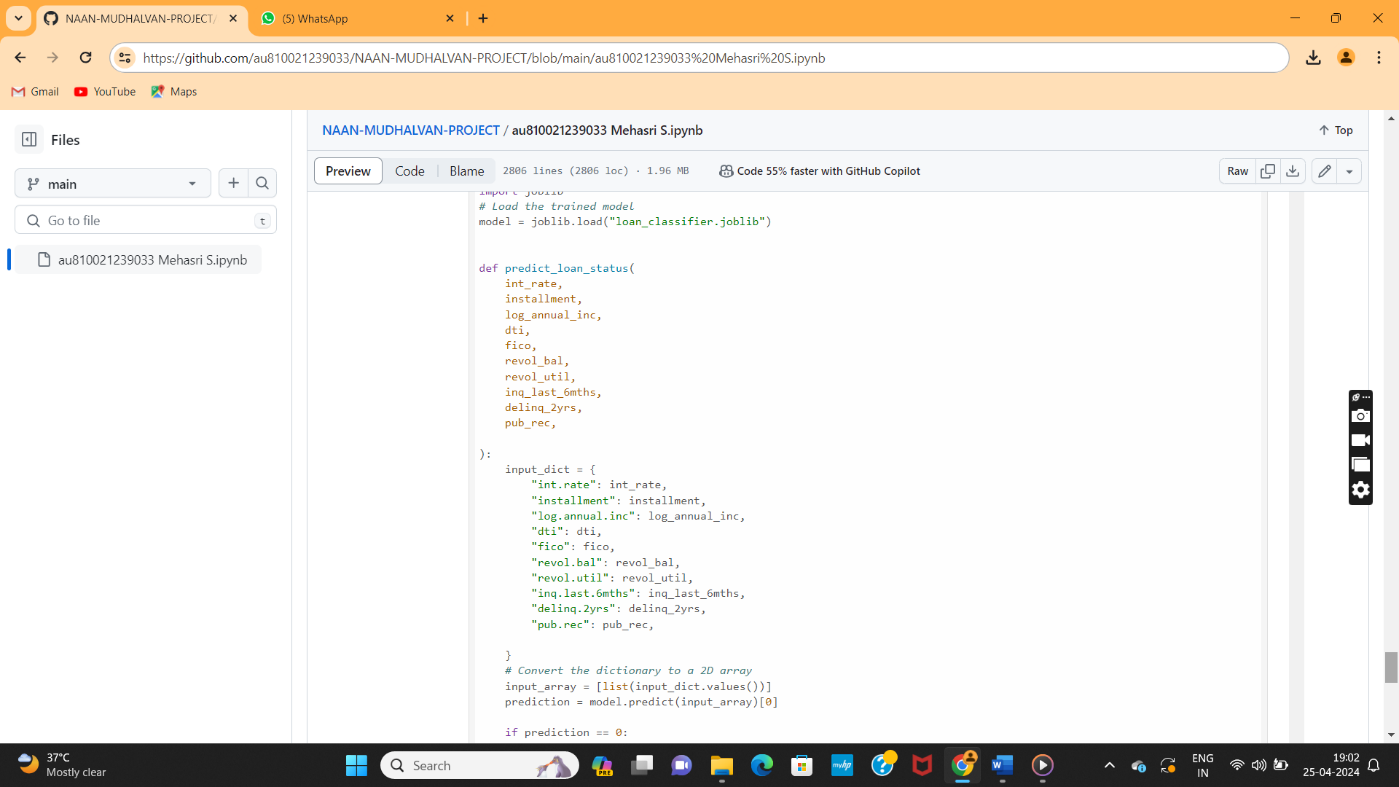 NAAN-MUDHALVAN-PROJECT/
(5) WhatsApp
https://github.com/au810021239033/NAAN-MUDHALVAN-PROJECT/blob/main/au810021239033%20Mehasri%20S.ipynb
Gmail YouTube Maps
Files
NAAN-MUDHALVAN-PROJECT / au810021239033 Mehasri S.ipynb
Top
main
Preview Code Blame 2806 lines (2806 loc) · 1.96 MB Code 55% faster with GitHub Copilot Raw
Go to file t
au810021239033 Mehasri S.ipynb
import joblib
# Load the trained model
model = joblib.load("loan_classifier.joblib")
def predict_loan_status(
int_rate,
installment,
log_annual_inc,
dti,
fico,
revol_bal,
revol_util,
inq_last_6mths,
delinq_2yrs,
pub_rec,
):
input_dict = {
"int.rate": int_rate,
"installment": installment,
"log.annual.inc": log_annual_inc,
"dti": dti,
"fico": fico,
"revol.bal": revol_bal,
"revol.util": revol_util,
"inq.last.6mths": inq_last_6mths,
"delinq.2yrs": delinq_2yrs,
"pub.rec": pub_rec,
}
# Convert the dictionary to a 2D array
input_array = [list(input_dict.values())]
prediction = model.predict(input_array)[0]
if prediction == 0:
37°C
Mostly clear
Search
PRE
myhp
ENG
IN
19:02
25-04-2024